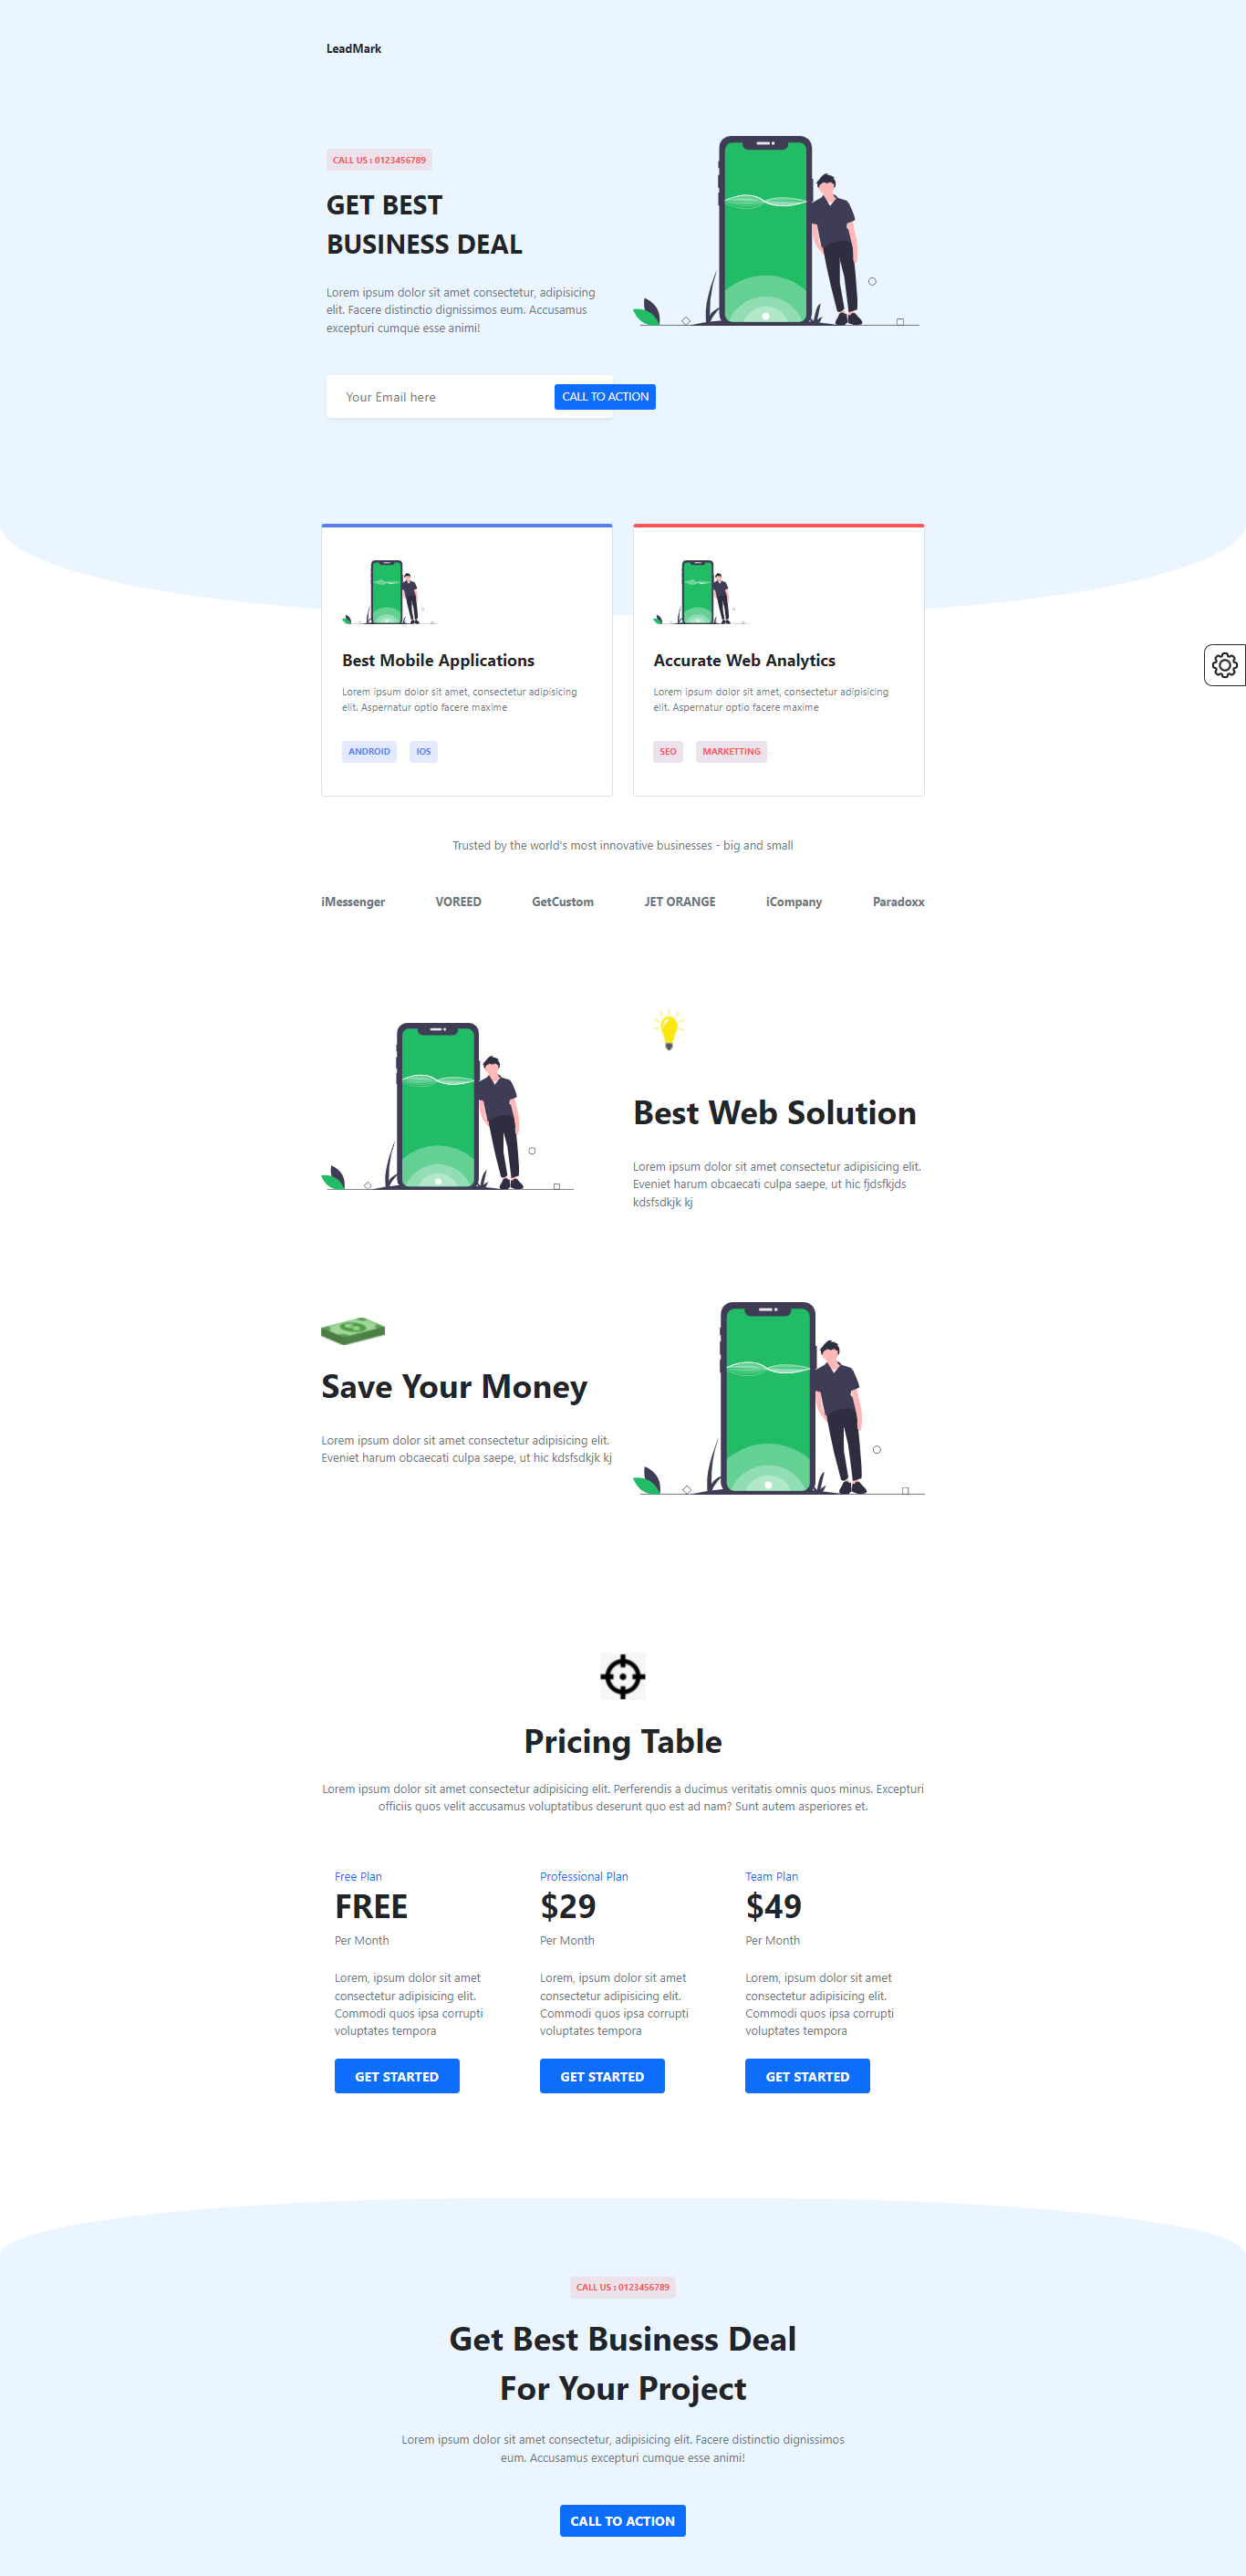 LeadMark
CALL US : 0123456789
GET BEST
BUSINESS DEAL
Lorem ipsum dolor sit amet consectetur, adipisicing
elit. Facere distinctio dignissimos eum. Accusamus
excepturi cumque esse animi!
Your Email here
CALL TO ACTION
Best Mobile Applications
Lorem ipsum dolor sit amet, consectetur adipisicing
elit. Aspernatur optio facere maxime
ANDROID IOS
Accurate Web Analytics
Lorem ipsum dolor sit amet, consectetur adipisicing
elit. Aspernatur optio facere maxime
SEO MARKETTING
Trusted by the world's most innovative businesses - big and small
iMessenger VOREED GetCustom JET ORANGE iCompany Paradoxx
Best Web Solution
Lorem ipsum dolor sit amet consectetur adipisicing elit.
Eveniet harum obcaecati culpa saepe, ut hic fjdsfkjds
kdsfsdkjk kj
Save Your Money
Lorem ipsum dolor sit amet consectetur adipisicing elit.
Eveniet harum obcaecati culpa saepe, ut hic kdsfsdkjk kj
Pricing Table
Lorem ipsum dolor sit amet consectetur adipisicing elit. Perferendis a ducimus veritatis omnis quos minus. Excepturi
officiis quos velit accusamus voluptatibus deserunt quo est ad nam? Sunt autem asperiores et.
Free Plan
FREE
Per Month
Lorem, ipsum dolor sit amet
consectetur adipisicing elit.
Commodi quos ipsa corrupti
voluptates tempora
GET STARTED
Professional Plan
$29
Per Month
Lorem, ipsum dolor sit amet
consectetur adipisicing elit.
Commodi quos ipsa corrupti
voluptates tempora
GET STARTED
Team Plan
$49
Per Month
Lorem, ipsum dolor sit amet
consectetur adipisicing elit.
Commodi quos ipsa corrupti
voluptates tempora
GET STARTED
CALL US : 0123456789
Get Best Business Deal
For Your Project
Lorem ipsum dolor sit amet consectetur, adipisicing elit. Facere distinctio dignissimos
eum. Accusamus excepturi cumque esse animi!
CALL TO ACTION